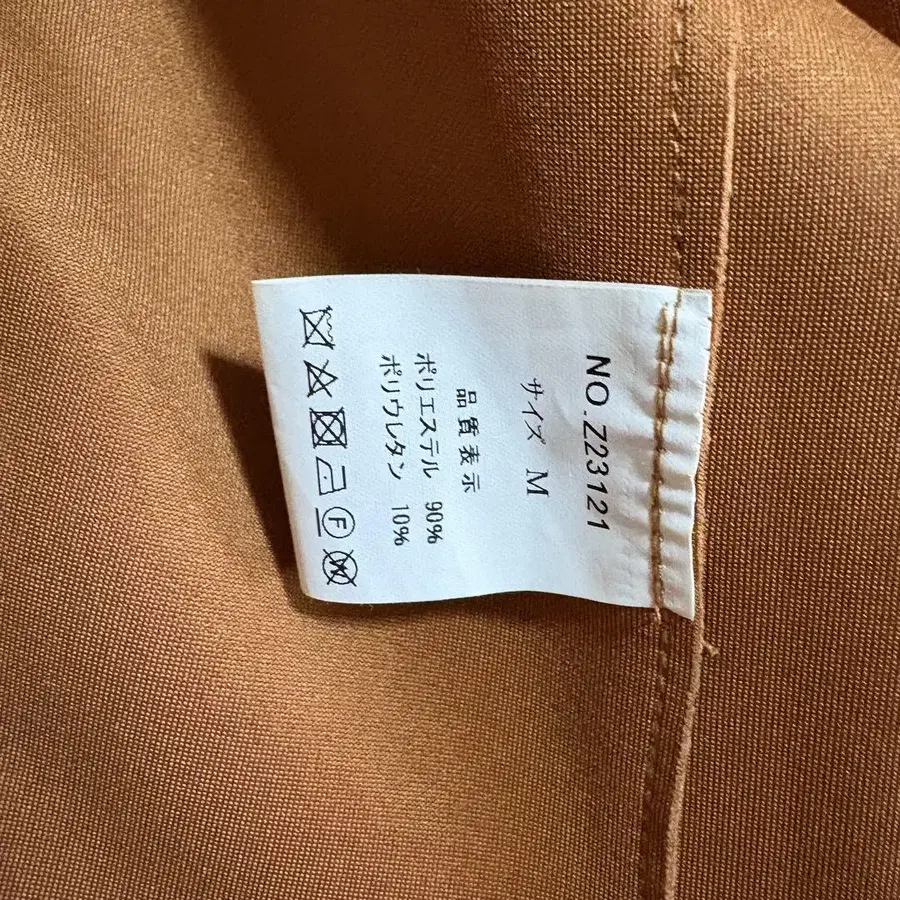 NO.Z23121
サイズ M
品質表示
ポリエステル 90%
ポリウレタン 10%
F
W